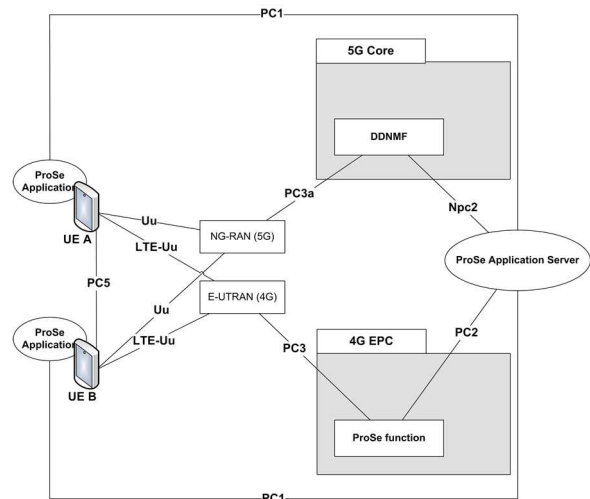 PC1
5G Core
DDNMF
ProSe
Application
PC3a
Npc2
Uu
UE A
NG-RAN (5G)
LTE-Uu
ProSe Application Server
PC5
E-UTRAN (4G)
Uu
ProSe
Application
LTE-Uu
PC3
4G EPC
PC2
UE B
ProSe function
PC1